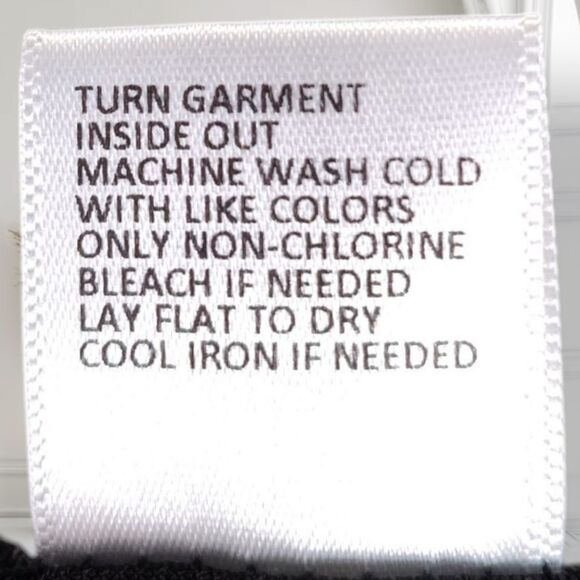 TURN GARMENT
INSIDE OUT
MACHINE WASH COLD
WITH LIKE COLORS
ONLY NON-CHLORINE
BLEACH IF NEEDED
LAY FLAT TO DRY
COOL IRON IF NEEDED